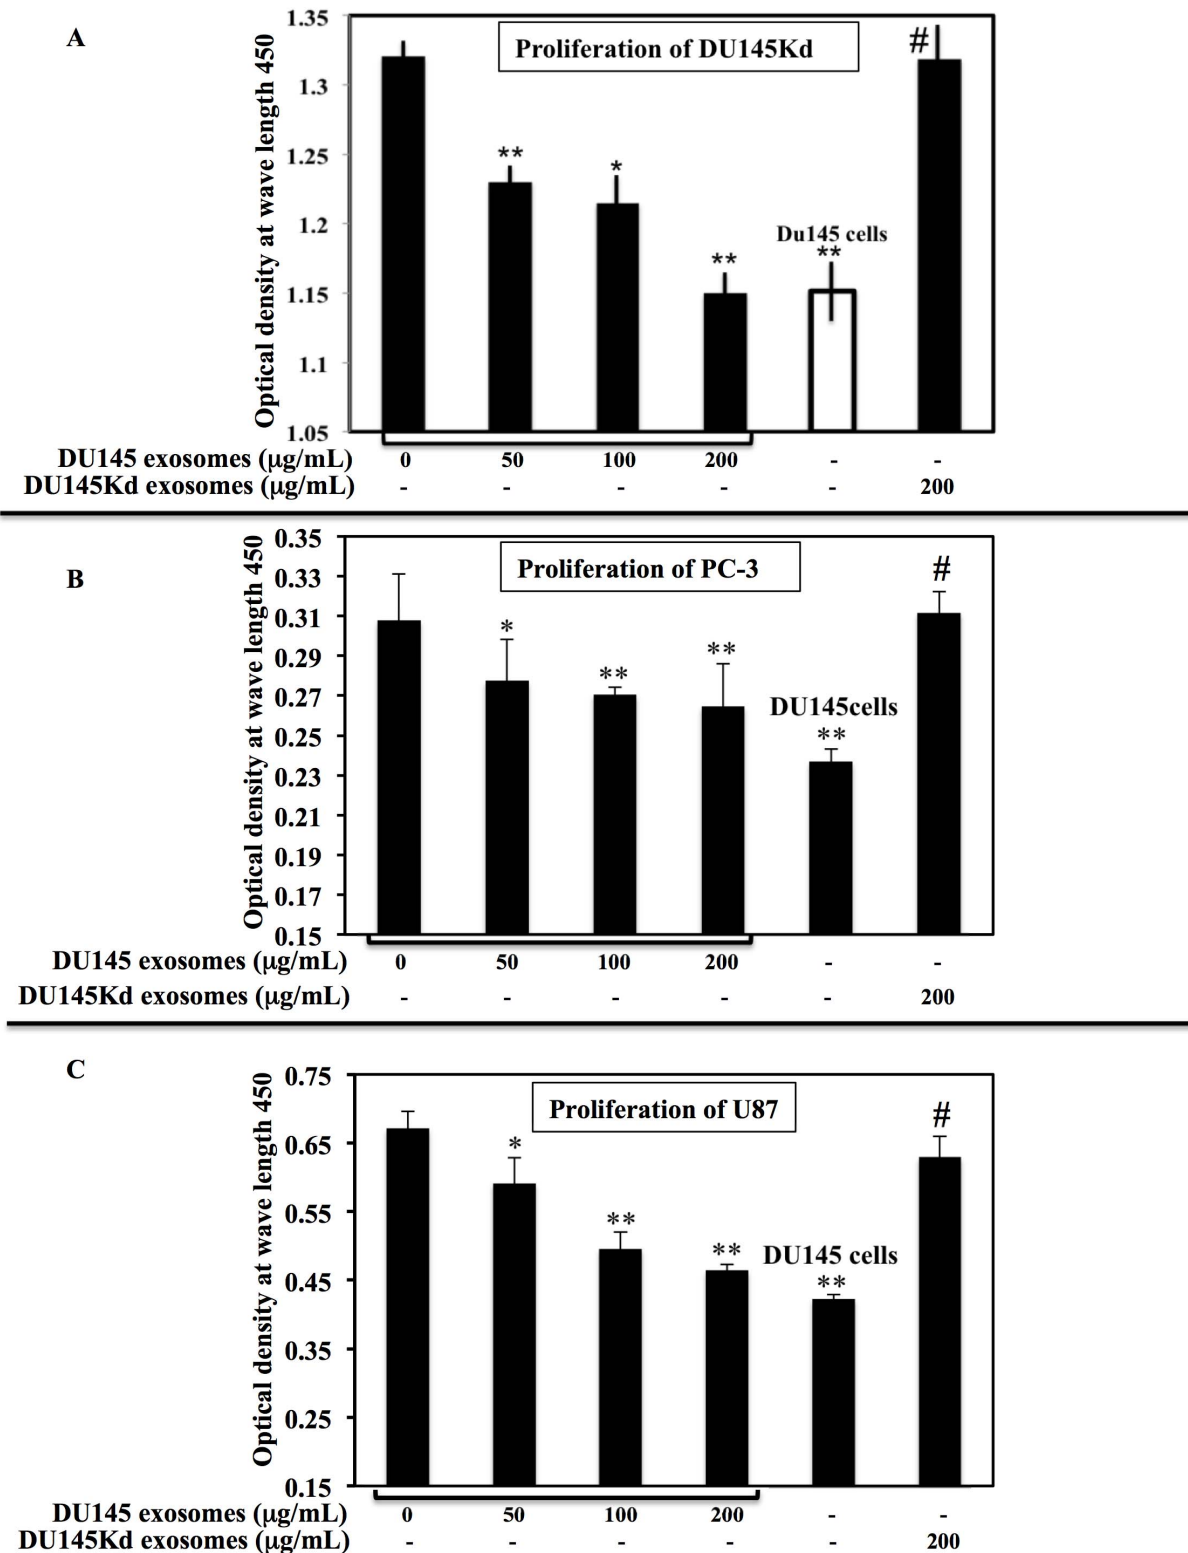 A
Optical density at wave length 450
Proliferation of DU145Kd
1.35
1.3
1.25
1.2
1.15
1.1
1.05
**
*
**
Du145 cells
**
#
DU145 exosomes (µg/mL) 0 50 100 200 - -
DU145Kd exosomes (µg/mL) - - - - - 200
B
Optical density at wave length 450
Proliferation of PC-3
0.35
0.33
0.31
0.29
0.27
0.25
0.23
0.21
0.19
0.17
0.15
*
**
**
DU145cells
**
#
DU145 exosomes (µg/mL) 0 50 100 200 - -
DU145Kd exosomes (µg/mL) - - - - - 200
C
Optical density at wave length 450
Proliferation of U87
0.75
0.65
0.55
0.45
0.35
0.25
0.15
*
**
**
DU145 cells
**
#
DU145 exosomes (µg/mL) 0 50 100 200 - -
DU145Kd exosomes (µg/mL) - - - - - 200